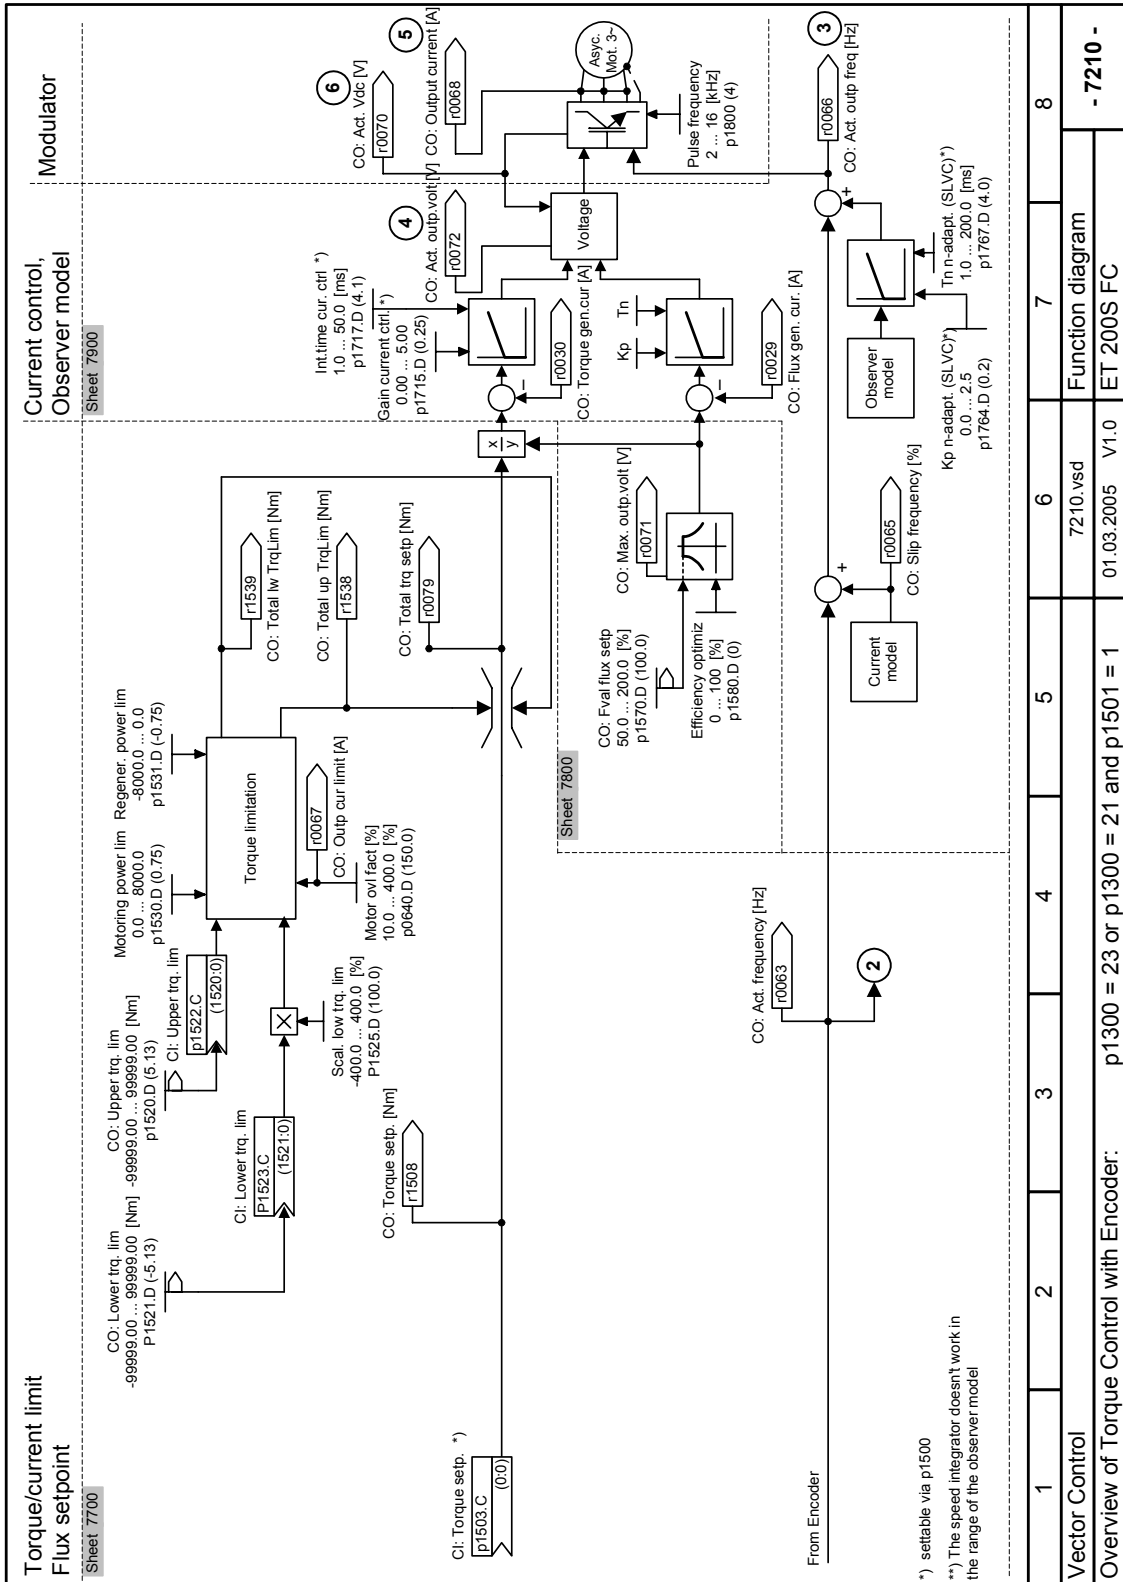 Torque/current limit
Flux setpoint
Sheet 7700
Current control,
Observer model
Sheet 7900
Modulator
CO: Lower trq. lim
-99999.00 ... 99999.00 [Nm]
P1521.D (-5.13)
CO: Upper trq. lim
-99999.00 ... 99999.00 [Nm]
p1520.D (5.13)
CI: Upper trq. lim
p1522.C
(1520:0)
CI: Lower trq. lim
P1523.C
(1521:0)
Scal. low trq. lim
-400.0 ... 400.0 [%]
P1525.D (100.0)
Motoring power lim
0.0 ... 8000.0
p1530.D (0.75)
Regener. power lim
-8000.0 ... 0.0
p1531.D (-0.75)
Torque limitation
r0067
CO: Outp cur limit [A]
Motor ovl fact [%]
10.0 ... 400.0 [%]
p0640.D (150.0)
r1539
CO: Total lw TrqLim [Nm]
r1538
CO: Total up TrqLim [Nm]
CO: Total trq setp [Nm]
r0079
CI: Torque setp. *)
p1503.C
(0:0)
CO: Torque setp. [Nm]
r1508
x
y
Int.time cur. ctrl *)
1.0 ... 50.0 [ms]
p1717.D (4.1)
Gain current ctrl. *)
0.00 ... 5.00
p1715.D (0.25)
–
r0030
CO: Torque gen.cur [A]
4
CO: Act. outp.volt [V]
r0072
Voltage
6
CO: Act. Vdc [V]
r0070
5
CO: Output current [A]
r0068
Asyc.
Mot. 3~
Pulse frequency
2 ... 16 [kHz]
p1800 (4)
Sheet 7800
CO: Fval flux setp
50.0 ... 200.0 [%]
p1570.D (100.0)
Efficiency optimiz
0 ... 100 [%]
p1580.D (0)
CO: Max. outp.volt [V]
r0071
Kp
Tn
–
r0029
CO: Flux gen. cur. [A]
From Encoder
CO: Act. frequency [Hz]
r0063
2
Current
model
+
r0065
CO: Slip frequency [%]
Observer
model
Kp n-adapt. (SLVC)*)
0.0 ... 2.5
p1764.D (0.2)
Tn n-adapt. (SLVC)*)
1.0 ... 200.0 [ms]
p1767.D (4.0)
+
3
r0066
CO: Act. outp freq [Hz]
*) settable via p1500
**) The speed integrator doesn't work in
the range of the observer model
1 2 3 4 5 6 7 8
Vector Control
7210.vsd
Function diagram
- 7210 -
Overview of Torque Control with Encoder: p1300 = 23 or p1300 = 21 and p1501 = 1
01.03.2005 V1.0
ET 200S FC